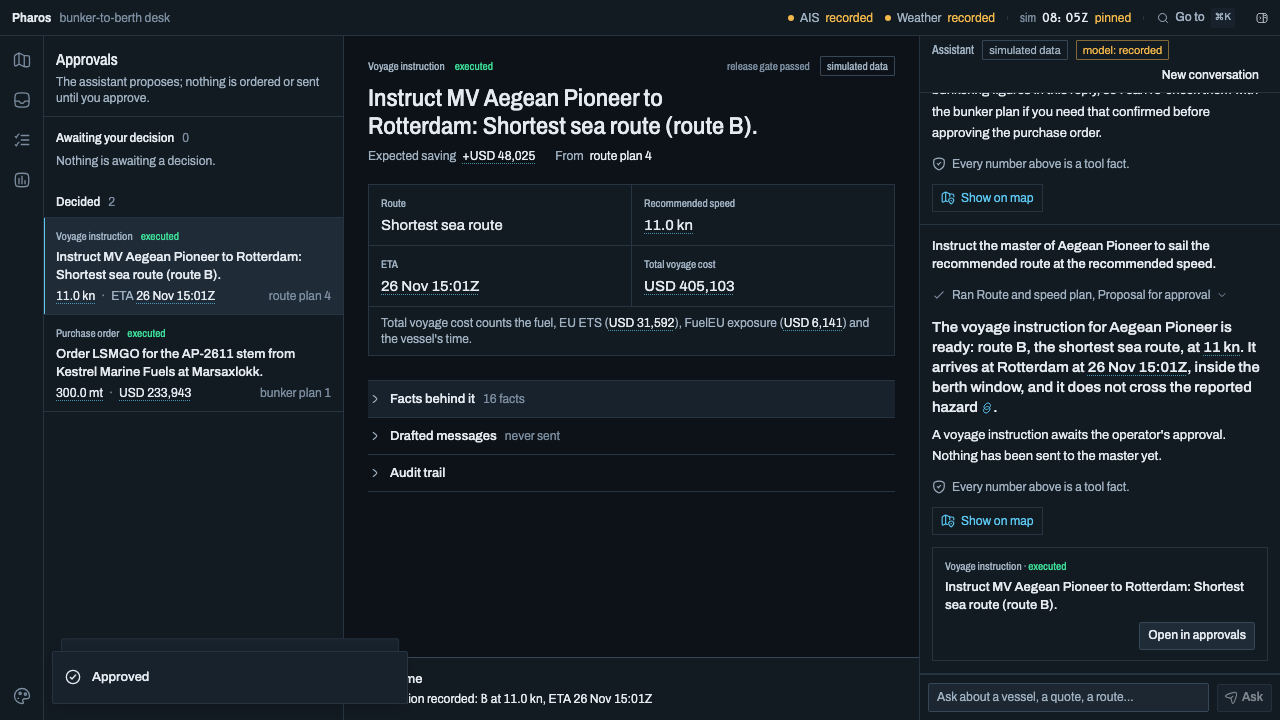 Pharos bunker-to-berth desk
AIS recorded Weather recorded sim 08:05Z pinned Go to ⌘K
Approvals
The assistant proposes; nothing is ordered or sent
until you approve.
Awaiting your decision 0
Nothing is awaiting a decision.
Decided 2
Voyage instruction executed
Instruct MV Aegean Pioneer to Rotterdam:
Shortest sea route (route B).
11.0 kn · ETA 26 Nov 15:01Z route plan 4
Purchase order executed
Order LSMGO for the AP-2611 stem from
Kestrel Marine Fuels at Marsaxlokk.
300.0 mt · USD 233,943 bunker plan 1
Approved
Voyage instruction executed release gate passed simulated data
Instruct MV Aegean Pioneer to
Rotterdam: Shortest sea route (route B).
Expected saving +USD 48,025 From route plan 4
Route
Shortest sea route
Recommended speed
11.0 kn
ETA
26 Nov 15:01Z
Total voyage cost
USD 405,103
Total voyage cost counts the fuel, EU ETS (USD 31,592), FuelEU exposure (USD 6,141) and
the vessel's time.
Facts behind it 16 facts
Drafted messages never sent
Audit trail
me
ion recorded: B at 11.0 kn, ETA 26 Nov 15:01Z
Assistant simulated data model: recorded
New conversation
bunkering figures in this reply, so
the bunker plan if you need that confirmed before
approving the purchase order.
Every number above is a tool fact.
Show on map
Instruct the master of Aegean Pioneer to sail the
recommended route at the recommended speed.
Ran Route and speed plan, Proposal for approval
The voyage instruction for Aegean Pioneer is
ready: route B, the shortest sea route, at 11 kn. It
arrives at Rotterdam at 26 Nov 15:01Z, inside the
berth window, and it does not cross the reported
hazard .
A voyage instruction awaits the operator's approval.
Nothing has been sent to the master yet.
Every number above is a tool fact.
Show on map
Voyage instruction · executed
Instruct MV Aegean Pioneer to Rotterdam: Shortest
sea route (route B).
Open in approvals
Ask about a vessel, a quote, a route... Ask